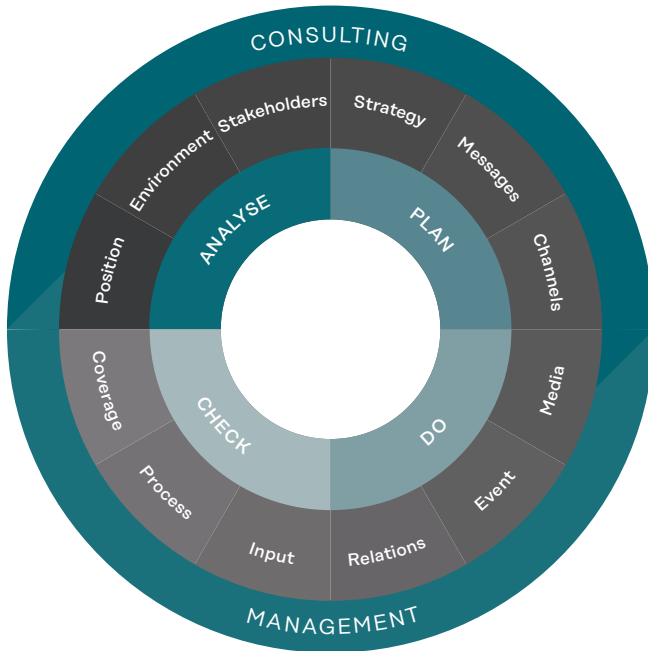 CONSULTING
Stakeholders
Strategy
Environment
Messages
Position
Channels
ANALYSE
PLAN
Coverage
Media
CHECK
DO
Process
Event
Input
Relations
MANAGEMENT